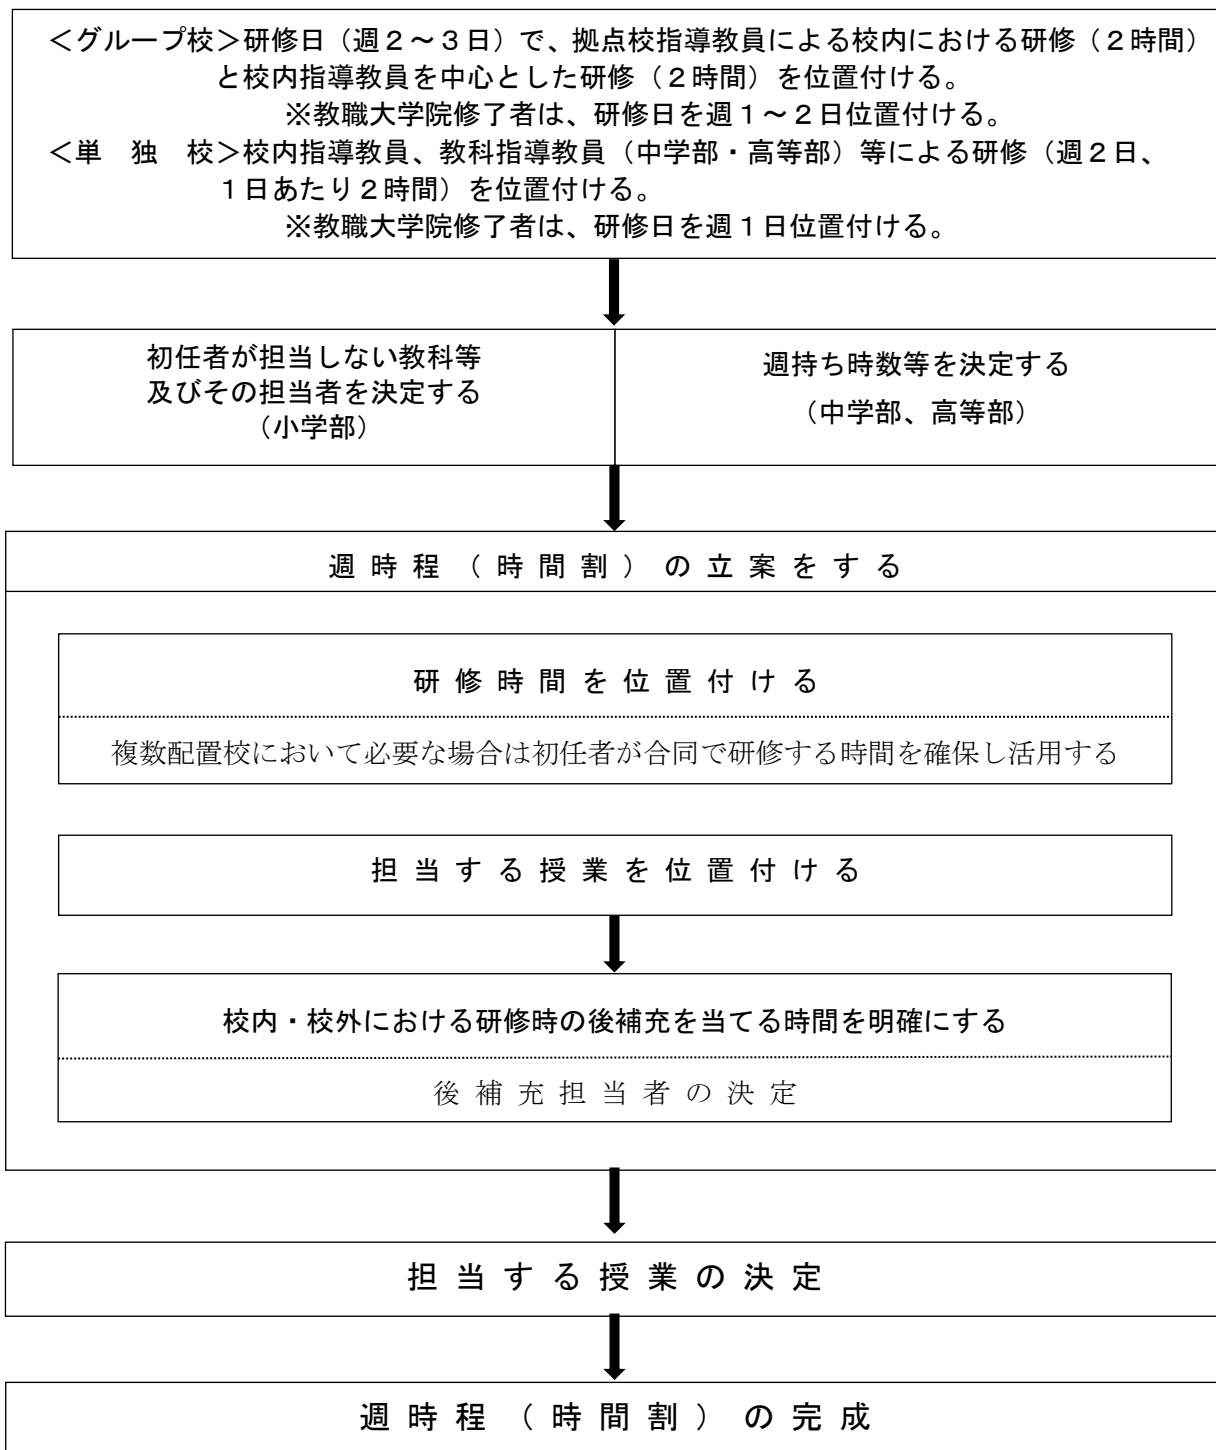 ＜グループ校＞研修日（週２～３日）で、拠点校指導教員による校内における研修（２時間）
と校内指導教員を中心とした研修（２時間）を位置付ける。
※教職大学院修了者は、研修日を週１～２日位置付ける。
＜単　独　校＞校内指導教員、教科指導教員（中学部・高等部）等による研修（週２日、
１日あたり２時間）を位置付ける。
※教職大学院修了者は、研修日を週１日位置付ける。
初任者が担当しない教科等
及びその担当者を決定する
（小学部）
週持ち時数等を決定する
（中学部、高等部）
週時程（時間割）の立案をする
研修時間を位置付ける
複数配置校において必要な場合は初任者が合同で研修する時間を確保し活用する
担当する授業を位置付ける
校内・校外における研修時の後補充を当てる時間を明確にする
後補充担当者の決定
担当する授業の決定
週時程（時間割）の完成